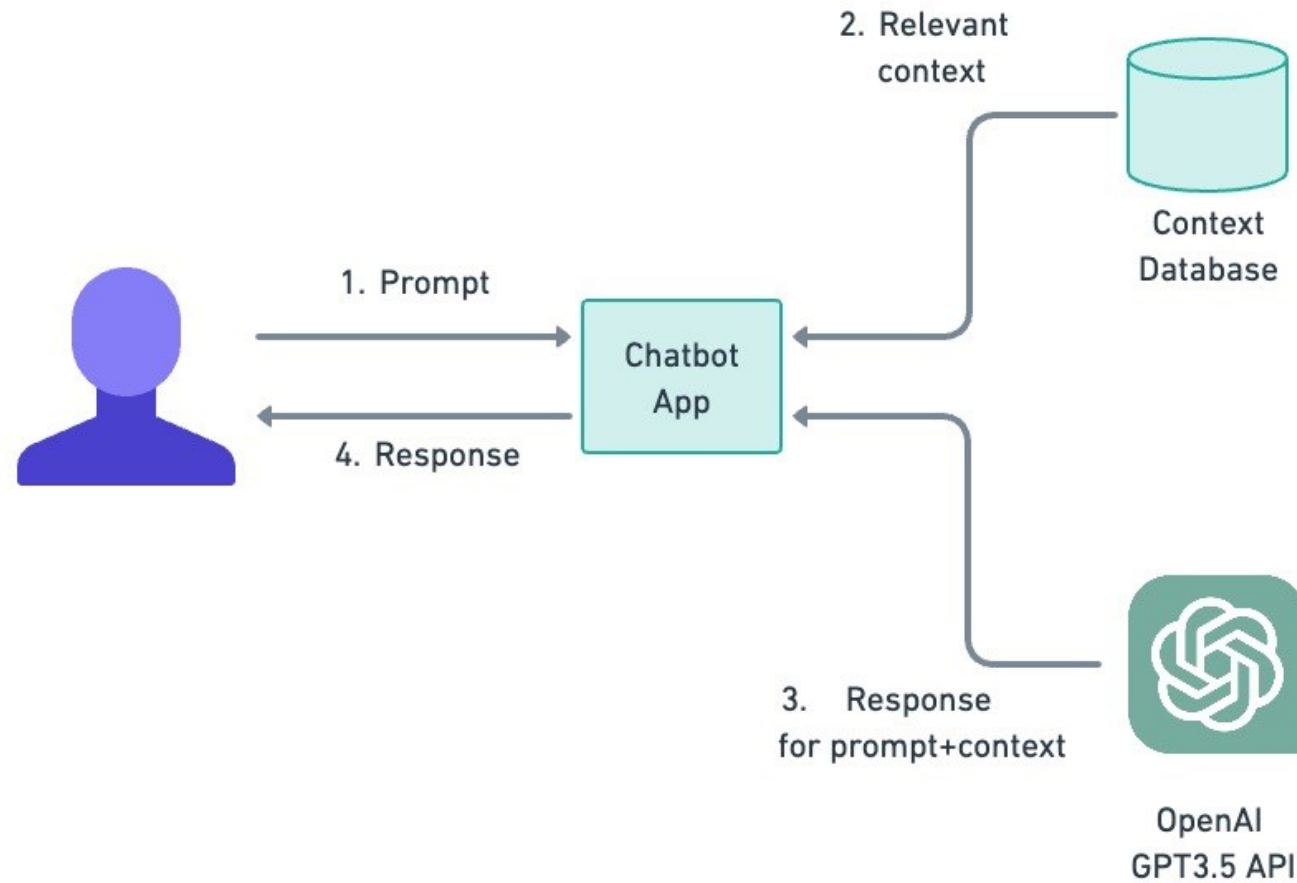 2. Relevant
context
Context
Database
1. Prompt
Chatbot
App
4. Response
3. Response
for prompt+context
OpenAI
GPT3.5 API